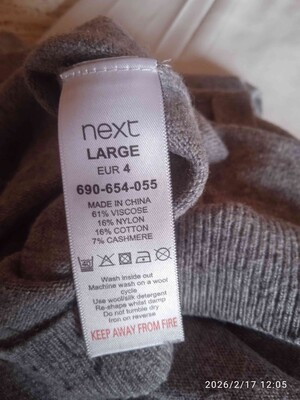 next
LARGE
EUR 4
690-654-055
MADE IN CHINA
61% VISCOSE
16% NYLON
16% COTTON
7% CASHMERE
Wash inside out
Machine wash on a wool
cycle
Use wool/silk detergent
Re-shape whilst damp
Do not tumble dry
Iron on reverse
KEEP AWAY FROM FIRE
2026/2/17 12:05